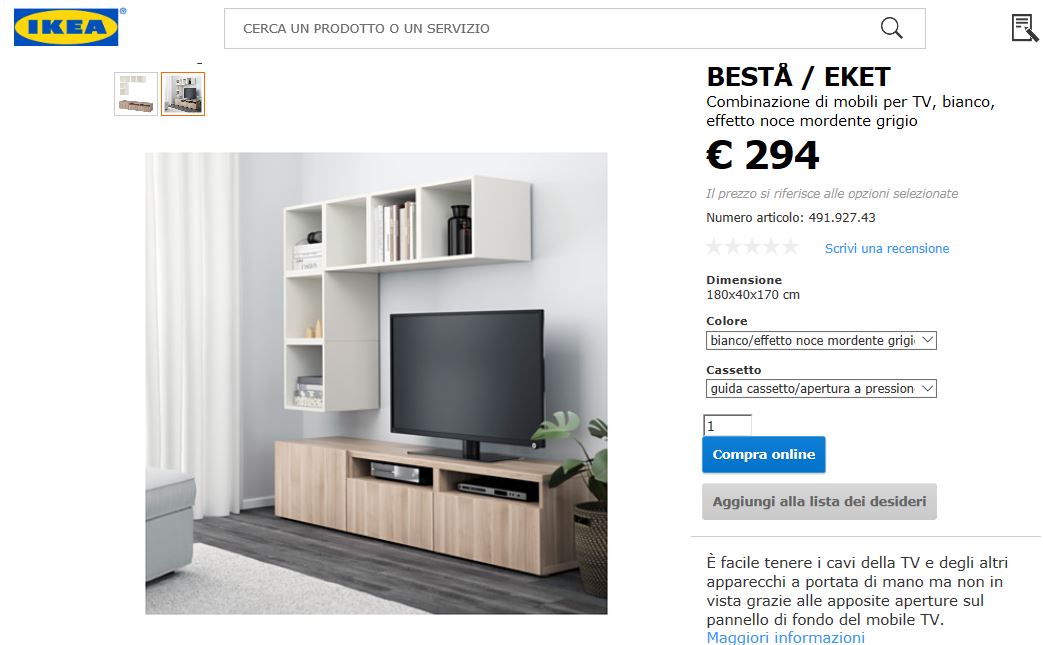 IKEA ®
CERCA UN PRODOTTO O UN SERVIZIO
BESTÅ / EKET
Combinazione di mobili per TV, bianco,
effetto noce mordente grigio
€ 294
Il prezzo si riferisce alle opzioni selezionate
Numero articolo: 491.927.43
Scrivi una recensione
Dimensione
180x40x170 cm
Colore
bianco/effetto noce mordente grigi
Cassetto
guida cassetto/apertura a pression
1
Compra online
Aggiungi alla lista dei desideri
È facile tenere i cavi della TV e degli altri
apparecchi a portata di mano ma non in
vista grazie alle apposite aperture sul
pannello di fondo del mobile TV.
Maggiori informazioni